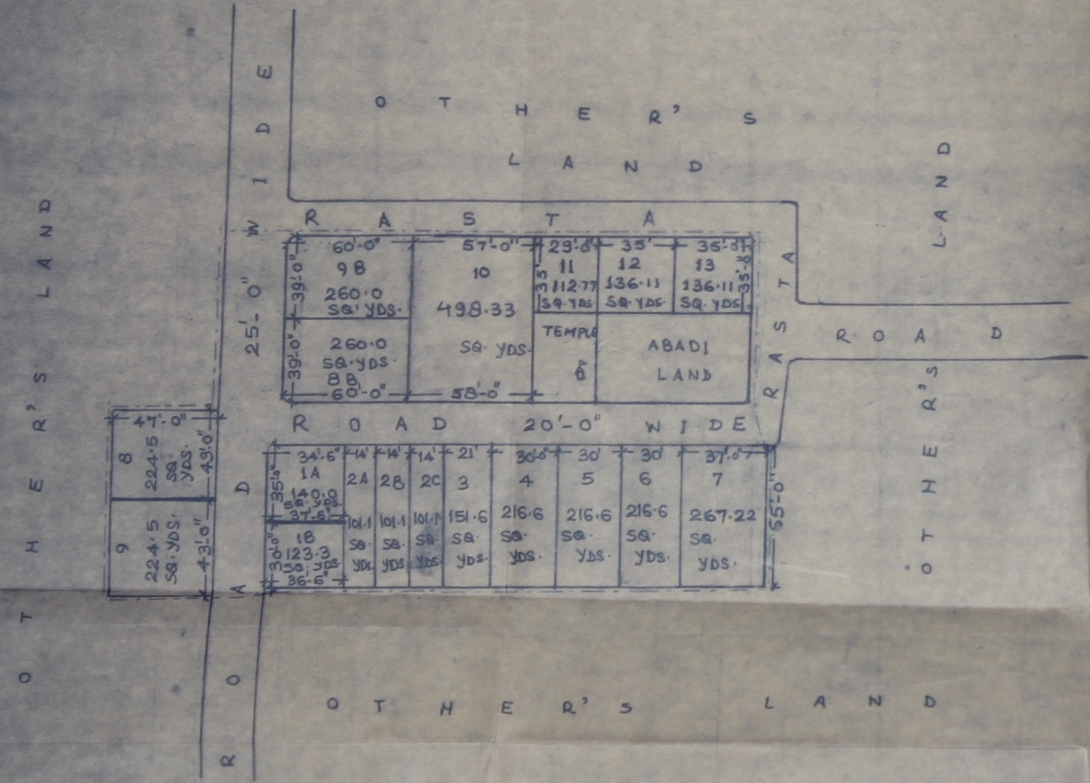 OTHER'S
LAND
OTHER'S LAND
25'-0" WIDE ROAD
RASTA
60'-0"
39'-0"
9B
260.0
SQ. YDS.
39'-0"
260.0
SQ. YDS.
8B
60'-0"
57'-0"
10
498.33
SQ. YDS.
58'-0"
35'
11
112.77
SQ. YDS
35'
12
136.11
SQ. YDS.
35'-0"
13
136.11
SQ. YDS.
35'-0"
TEMPLE
ABADI
LAND
RASTA
ROAD
LAND
OTHER'S
ROAD 20'-0" WIDE
47'-0"
8
224.5
SQ.
YDS.
43'-0"
9
224.5
SQ. YDS.
43'-0"
34'-6"
35'-0"
1A
140.0
SQ. YDS
37'-6"
30'-0"
1B
123.3
SQ. YDS
36'-6"
14'
2A
101.1
SQ.
YDS.
14'
2B
101.1
SQ.
YDS
14'
2C
101.1
SQ.
YDS.
21'
3
151.6
SQ.
YDS.
30'-0"
4
216.6
SQ.
YDS.
30'
5
216.6
SQ.
YDS.
30'
6
216.6
SQ.
YDS.
37'-0"
7
267.22
SQ.
YDS.
65'-0"
OTHER'S LAND